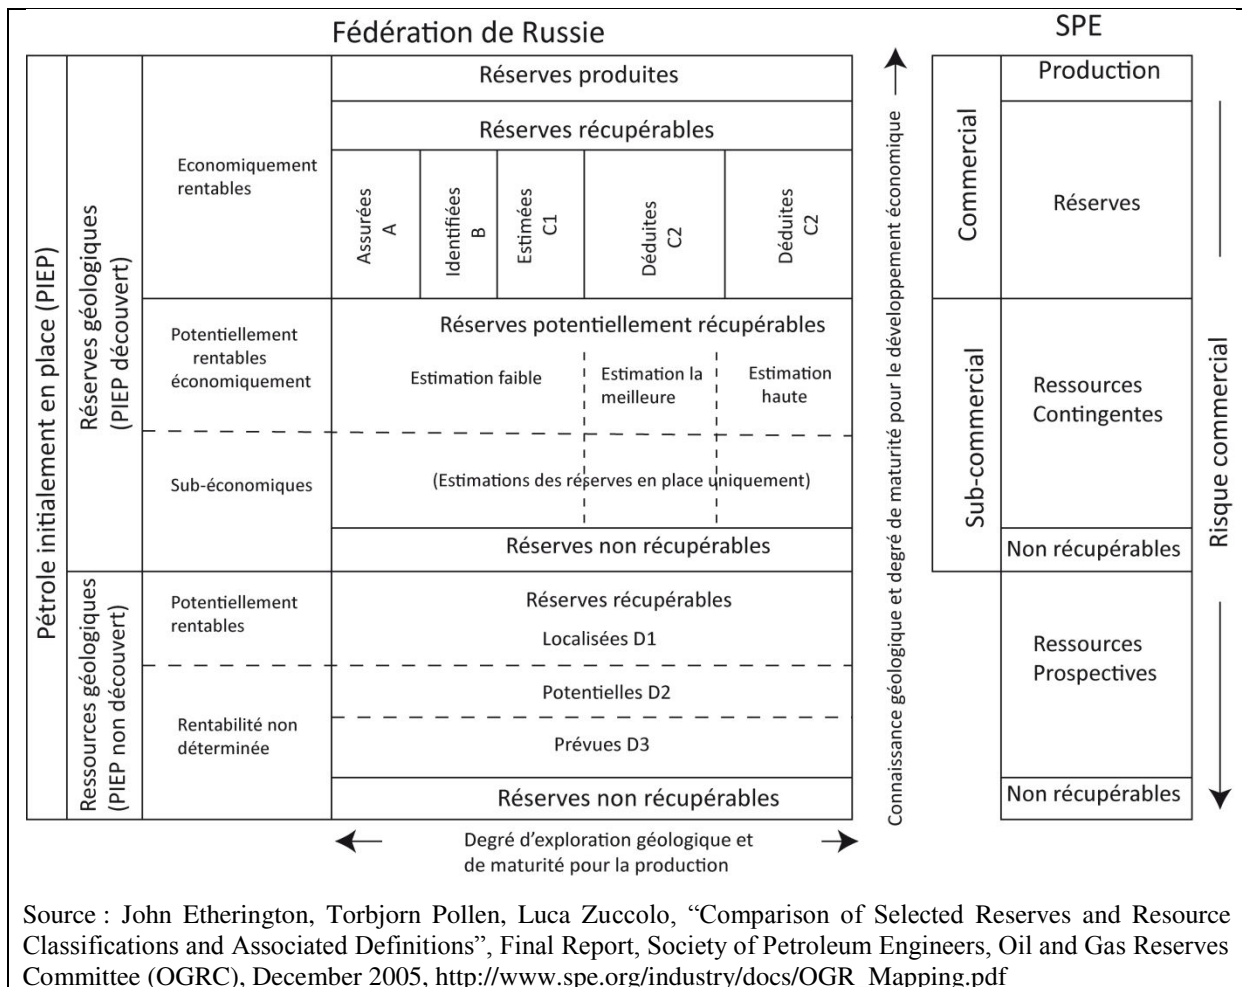 Fédération de Russie
SPE
Pétrole initialement en place (PIEP)
Réserves géologiques
(PIEP découvert)
Ressources géologiques
(PIEP non découvert)
Economiquement
rentables
Réserves produites
Réserves récupérables
Assurées
A
Identifiées
B
Estimées
C1
Déduites
C2
Déduites
C2
Potentiellement
rentables
économiquement
Réserves potentiellement récupérables
Estimation faible
Estimation la
meilleure
Estimation
haute
Sub-économiques
(Estimations des réserves en place uniquement)
Réserves non récupérables
Potentiellement
rentables
Réserves récupérables
Localisées D1
Rentabilité non
déterminée
Potentielles D2
Prévues D3
Réserves non récupérables
Degré d’exploration géologique et
de maturité pour la production
Connaissance géologique et degré de maturité pour le développement économique
Commercial
Sub-commercial
Production
Réserves
Ressources
Contingentes
Non récupérables
Ressources
Prospectives
Non récupérables
Risque commercial
Source : John Etherington, Torbjorn Pollen, Luca Zuccolo, “Comparison of Selected Reserves and Resource
Classifications and Associated Definitions”, Final Report, Society of Petroleum Engineers, Oil and Gas Reserves
Committee (OGRC), December 2005, http://www.spe.org/industry/docs/OGR_Mapping.pdf